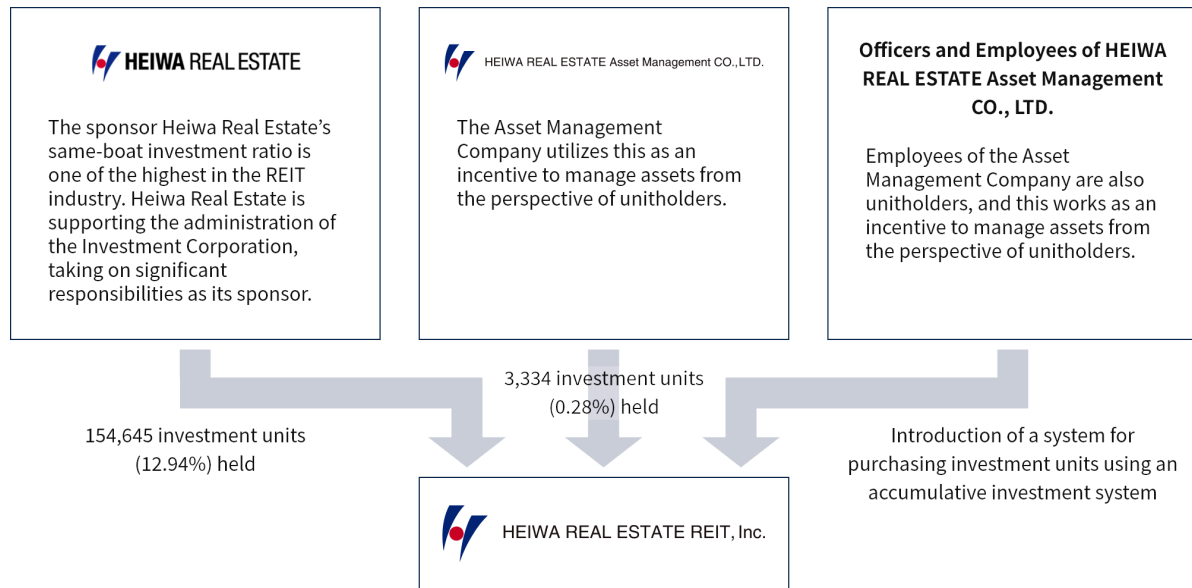 HEIWA REAL ESTATE
The sponsor Heiwa Real Estate's
same-boat investment ratio is
one of the highest in the REIT
industry. Heiwa Real Estate is
supporting the administration of
the Investment Corporation,
taking on significant
responsibilities as its sponsor.
HEIWA REAL ESTATE Asset Management CO.,LTD.
The Asset Management
Company utilizes this as an
incentive to manage assets from
the perspective of unitholders.
Officers and Employees of HEIWA
REAL ESTATE Asset Management
CO., LTD.
Employees of the Asset
Management Company are also
unitholders, and this works as an
incentive to manage assets from
the perspective of unitholders.
154,645 investment units
(12.94%) held
3,334 investment units
(0.28%) held
Introduction of a system for
purchasing investment units using an
accumulative investment system
HEIWA REAL ESTATE REIT, Inc.